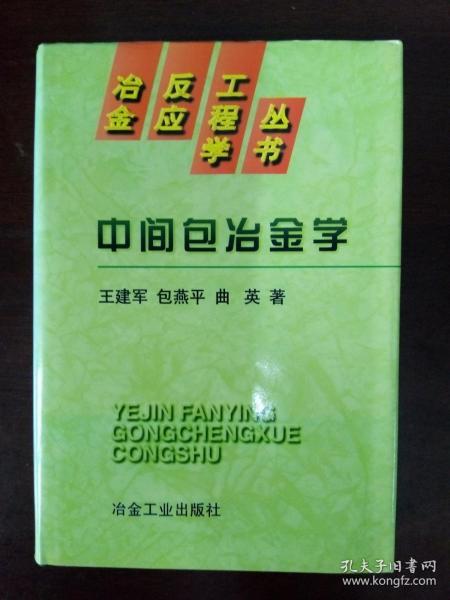 冶金反应工程学丛书
中间包冶金学
王建军 包燕平 曲 英 著
YEJIN FANYING
GONGCHENGXUE
CONGSHU
冶金工业出版社
孔夫子旧书网
www.kongfz.com